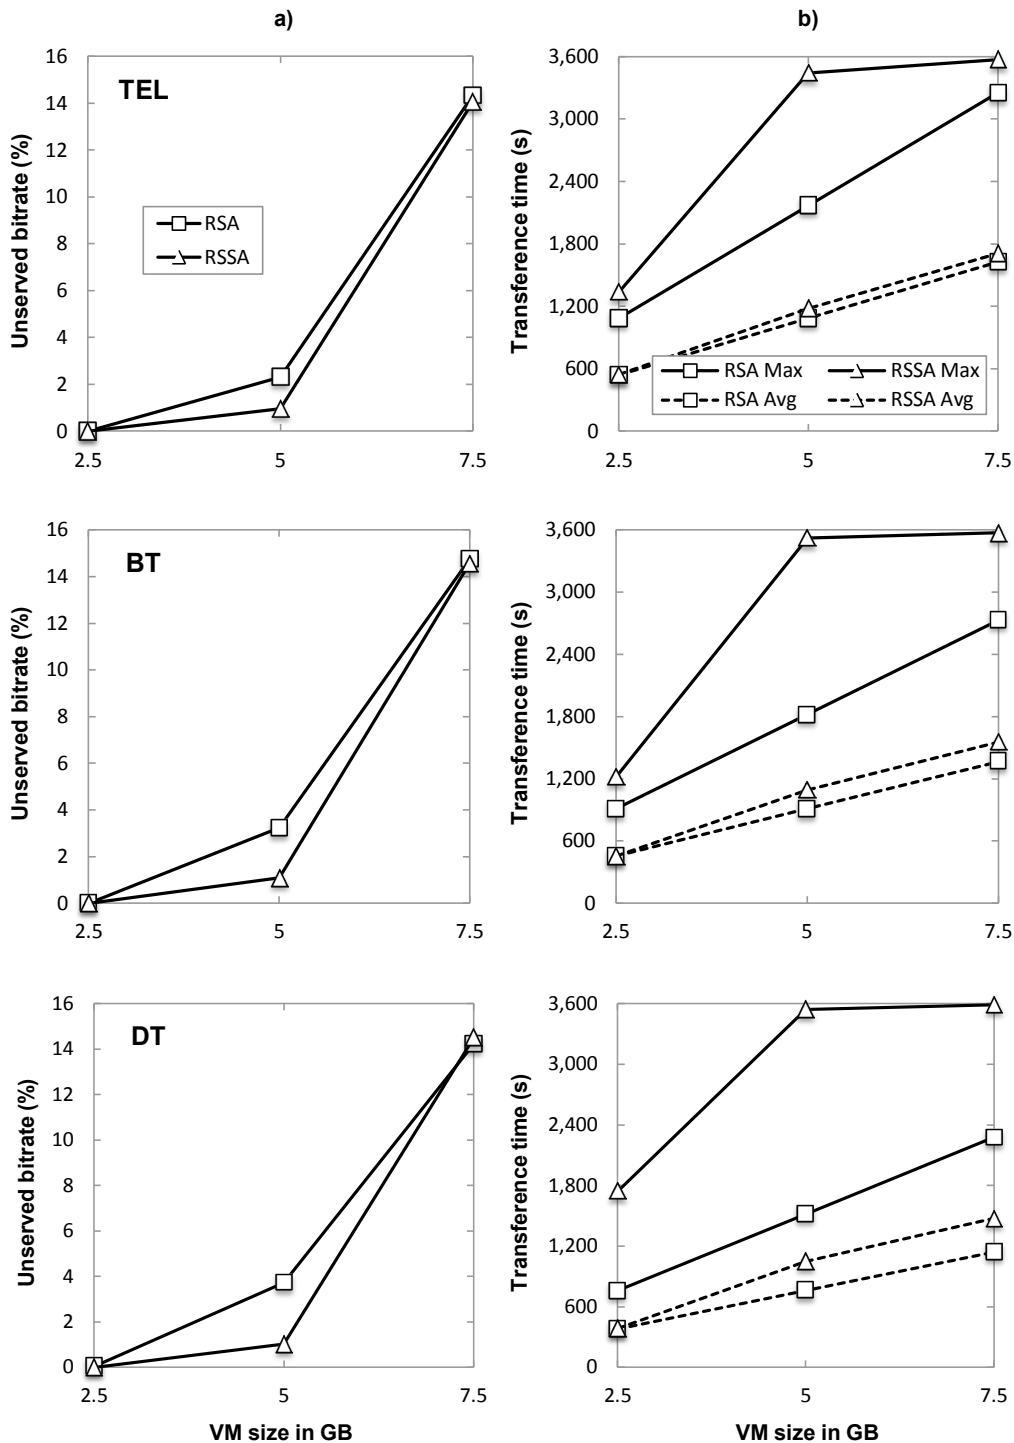 a)
b)
TEL
Unserved bitrate (%)
16
14
12
10
8
6
4
2
0
RSA
RSSA
2.5 5 7.5
Transference time (s)
3,600
3,000
2,400
1,800
1,200
600
0
RSA Max RSSA Max
RSA Avg RSSA Avg
2.5 5 7.5
BT
Unserved bitrate (%)
16
14
12
10
8
6
4
2
0
2.5 5 7.5
Transference time (s)
3,600
3,000
2,400
1,800
1,200
600
0
2.5 5 7.5
DT
Unserved bitrate (%)
16
14
12
10
8
6
4
2
0
2.5 5 7.5
VM size in GB
Transference time (s)
3,600
3,000
2,400
1,800
1,200
600
0
2.5 5 7.5
VM size in GB